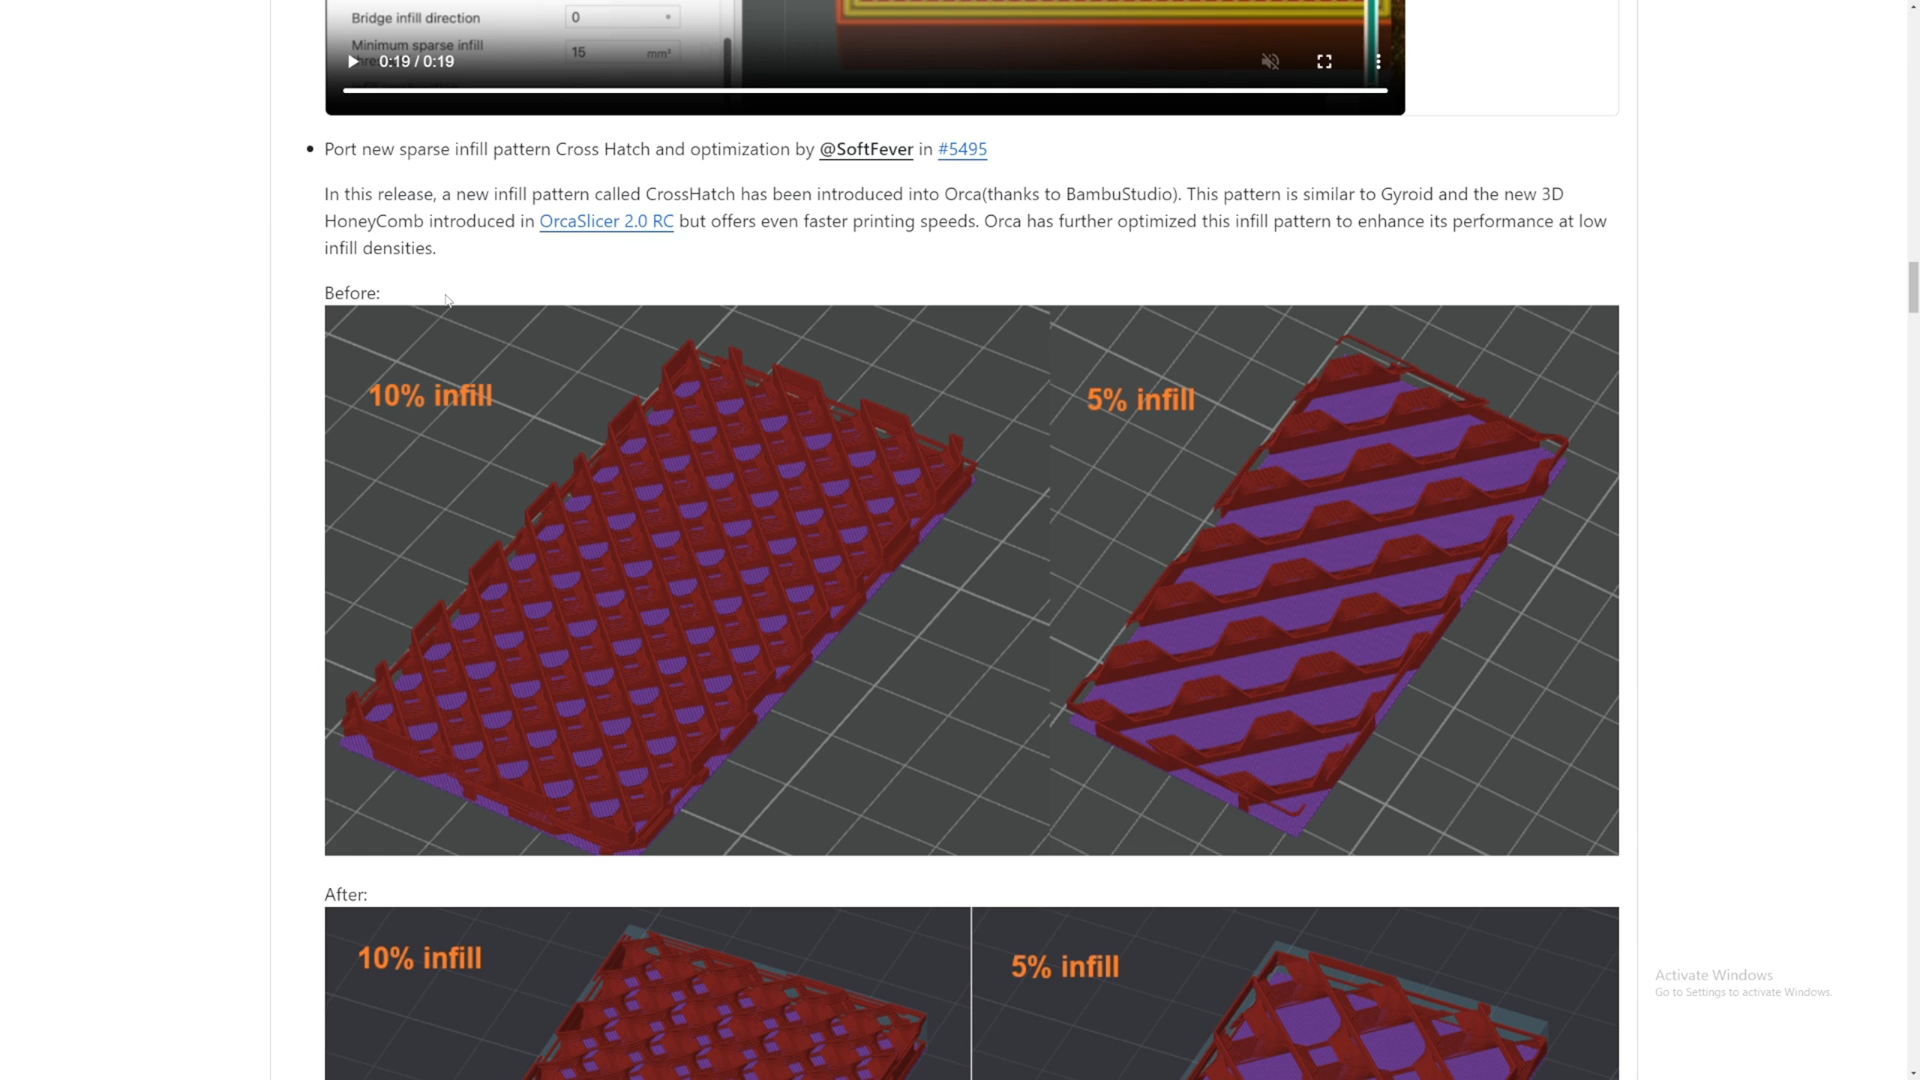 Bridge infill direction 0 °
Minimum sparse infill 15 mm²
0:19 / 0:19
• Port new sparse infill pattern Cross Hatch and optimization by @SoftFever in #5495
In this release, a new infill pattern called CrossHatch has been introduced into Orca(thanks to BambuStudio). This pattern is similar to Gyroid and the new 3D
HoneyComb introduced in OrcaSlicer 2.0 RC but offers even faster printing speeds. Orca has further optimized this infill pattern to enhance its performance at low
infill densities.
Before:
10% infill
5% infill
After:
10% infill
5% infill
Activate Windows
Go to Settings to activate Windows.